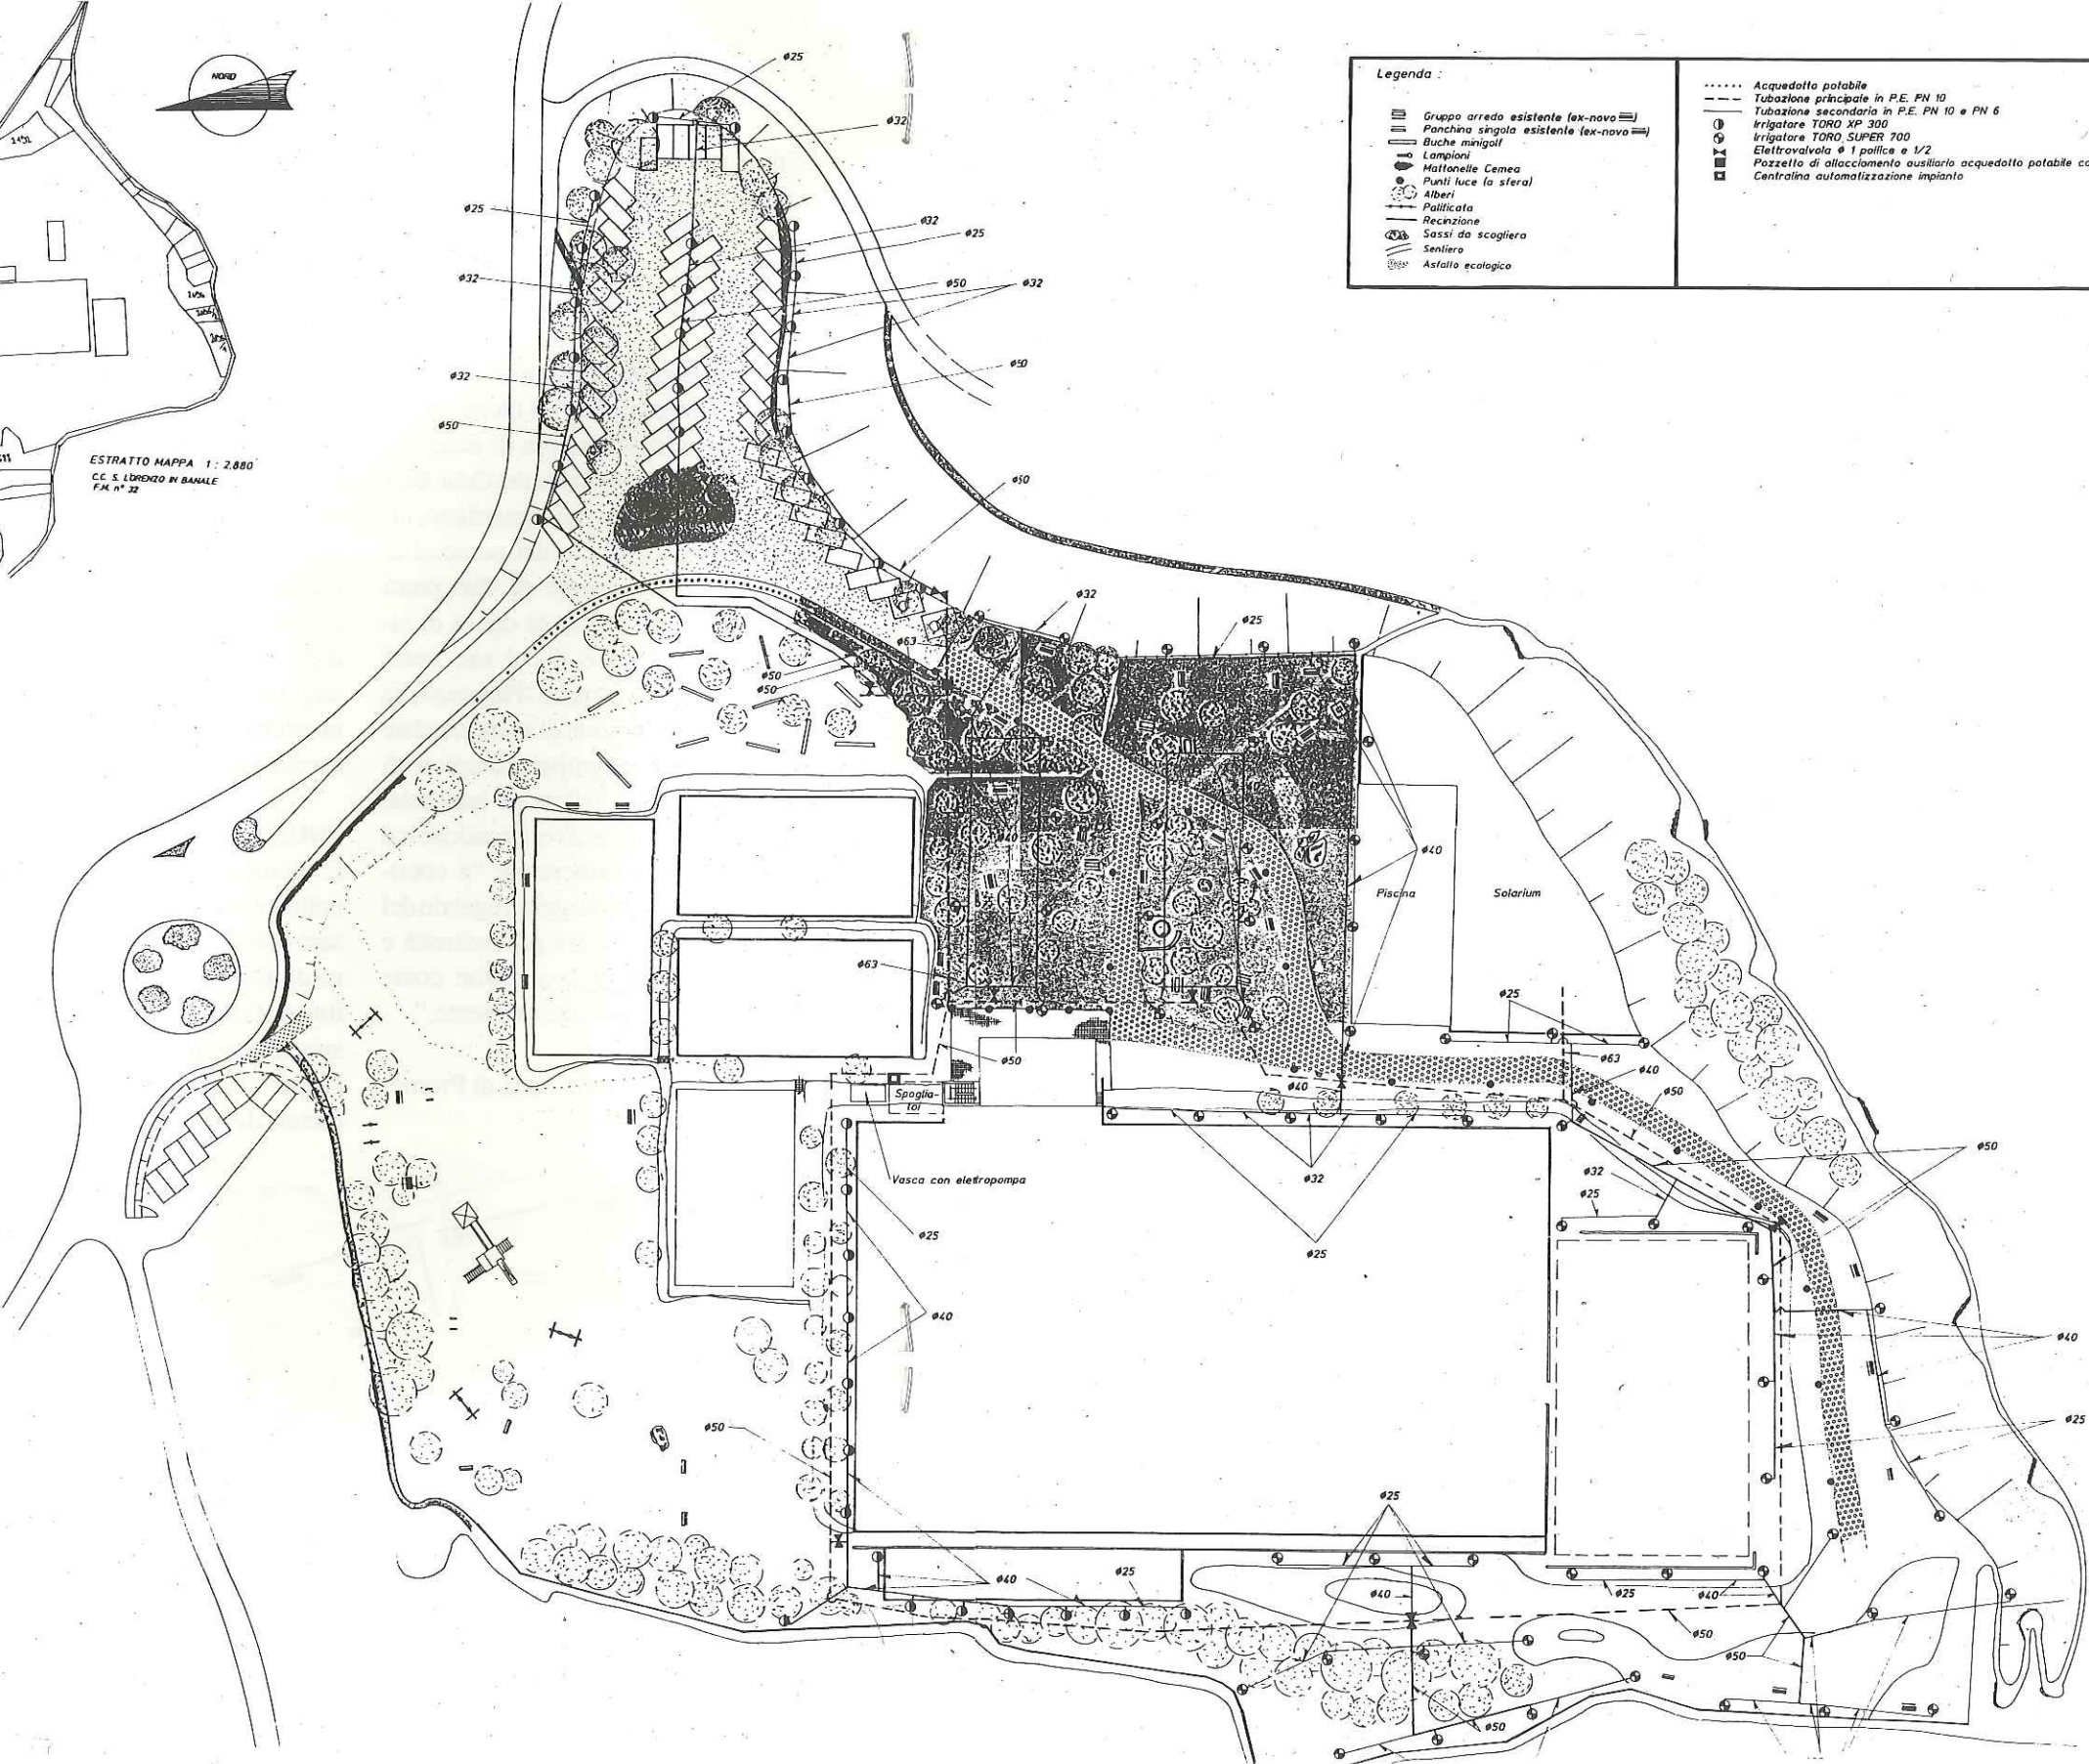 NORD
ESTRATTO MAPPA 1 : 2.880
C.C. S. LORENZO IN BANALE
F.M. n° 32
Legenda :
Gruppo arredo esistente (ex-novo)
Panchina singola esistente (ex-novo)
Buche minigolf
Lampioni
Mattonelle Cemea
Punti luce (a sfera)
Alberi
Palificata
Recinzione
Sassi da scogliera
Sentiero
Asfalto ecologico
Acquedotto potabile
Tubazione principale in P.E. PN 10
Tubazione secondaria in P.E. PN 10 e PN 6
Irrigatore TORO XP 300
Irrigatore TORO SUPER 700
Elettrovalvola ø 1 pollice e 1/2
Pozzetto di allacciamento ausiliario acquedotto potabile
Centralina automatizzazione impianto
ø25
ø32
ø25
ø32
ø25
ø32
ø50
ø32
ø32
ø50
ø50
ø50
ø32
ø25
ø63
ø50
ø50
ø40
ø40
Piscina
Solarium
ø63
ø25
ø50
ø63
ø40
ø40
ø50
Spoglia-
toi
ø50
Vasca con elettropompa
ø32
ø32
ø25
ø25
ø25
ø40
ø40
ø25
ø50
ø25
ø40
ø25
ø40
ø25
ø40
ø50
ø50
ø50